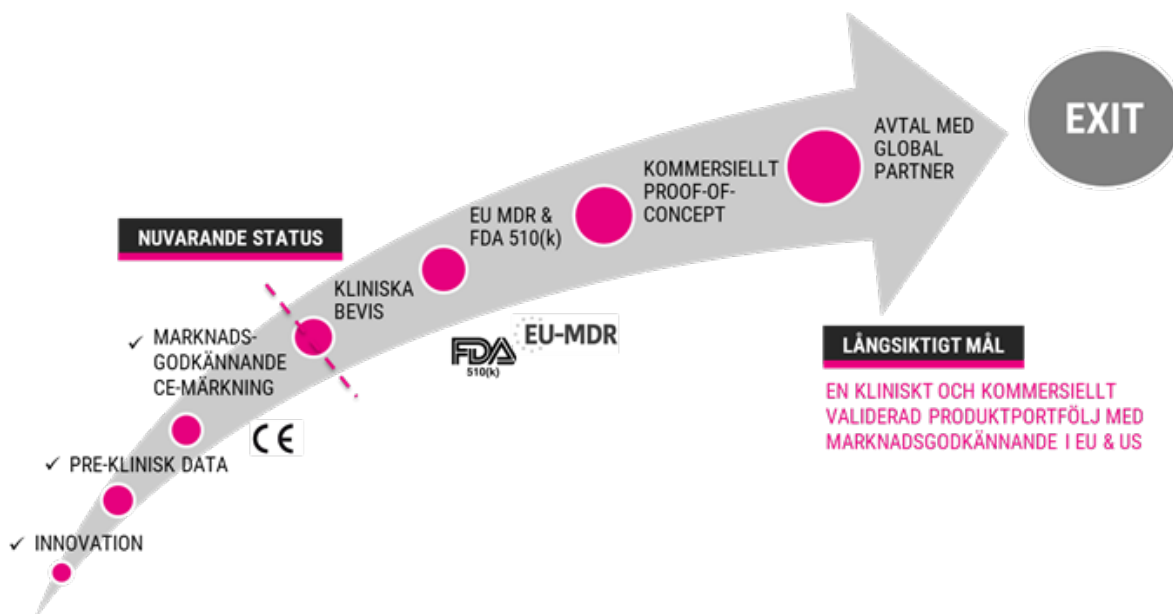 EXIT
AVTAL MED
GLOBAL
PARTNER
KOMMERSIELLT
PROOF-OF-
CONCEPT
EU MDR &
FDA 510(k)
NUVARANDE STATUS
KLINISKA
BEVIS
✓ MARKNADS-
GODKÄNNANDE
CE-MÄRKNING
FDA
510(k)
EU-MDR
CE
✓ PRE-KLINISK DATA
✓ INNOVATION
LÅNGSIKTIGT MÅL
EN KLINISKT OCH KOMMERSIELLT
VALIDERAD PRODUKTPORTFÖLJ MED
MARKNADSGODKÄNNANDE I EU & US